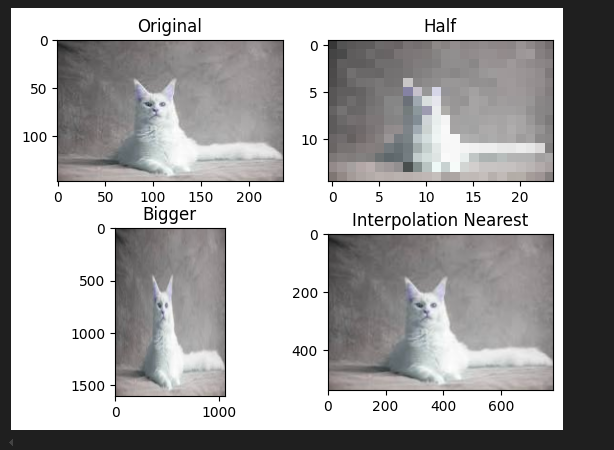 Original
0
50
100
0 50 100 150 200
Half
0
5
10
0 5 10 15 20
Bigger
0
500
1000
1500
0 1000
Interpolation Nearest
0
200
400
0 200 400 600